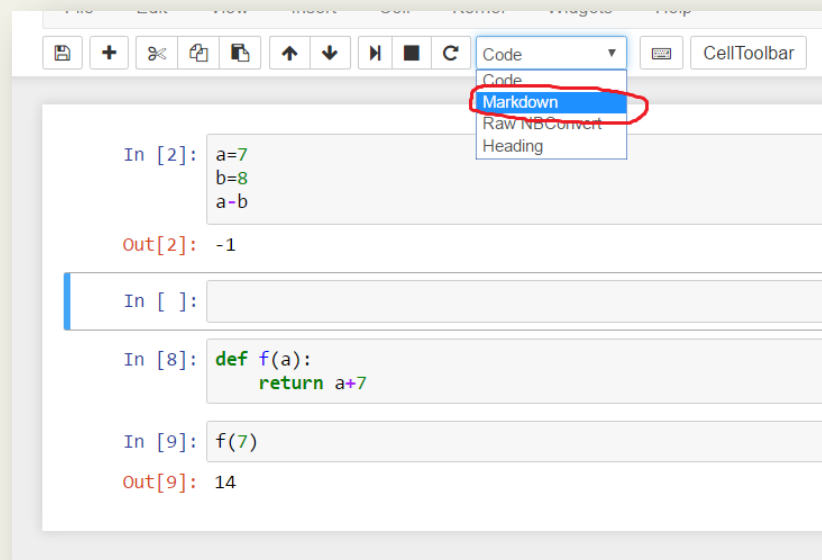 Code
CellToolbar
Code
Markdown
Raw NBConvert
Heading
In [2]: a=7
b=8
a-b
Out[2]: -1
In [ ]:
In [8]: def f(a):
return a+7
In [9]: f(7)
Out[9]: 14